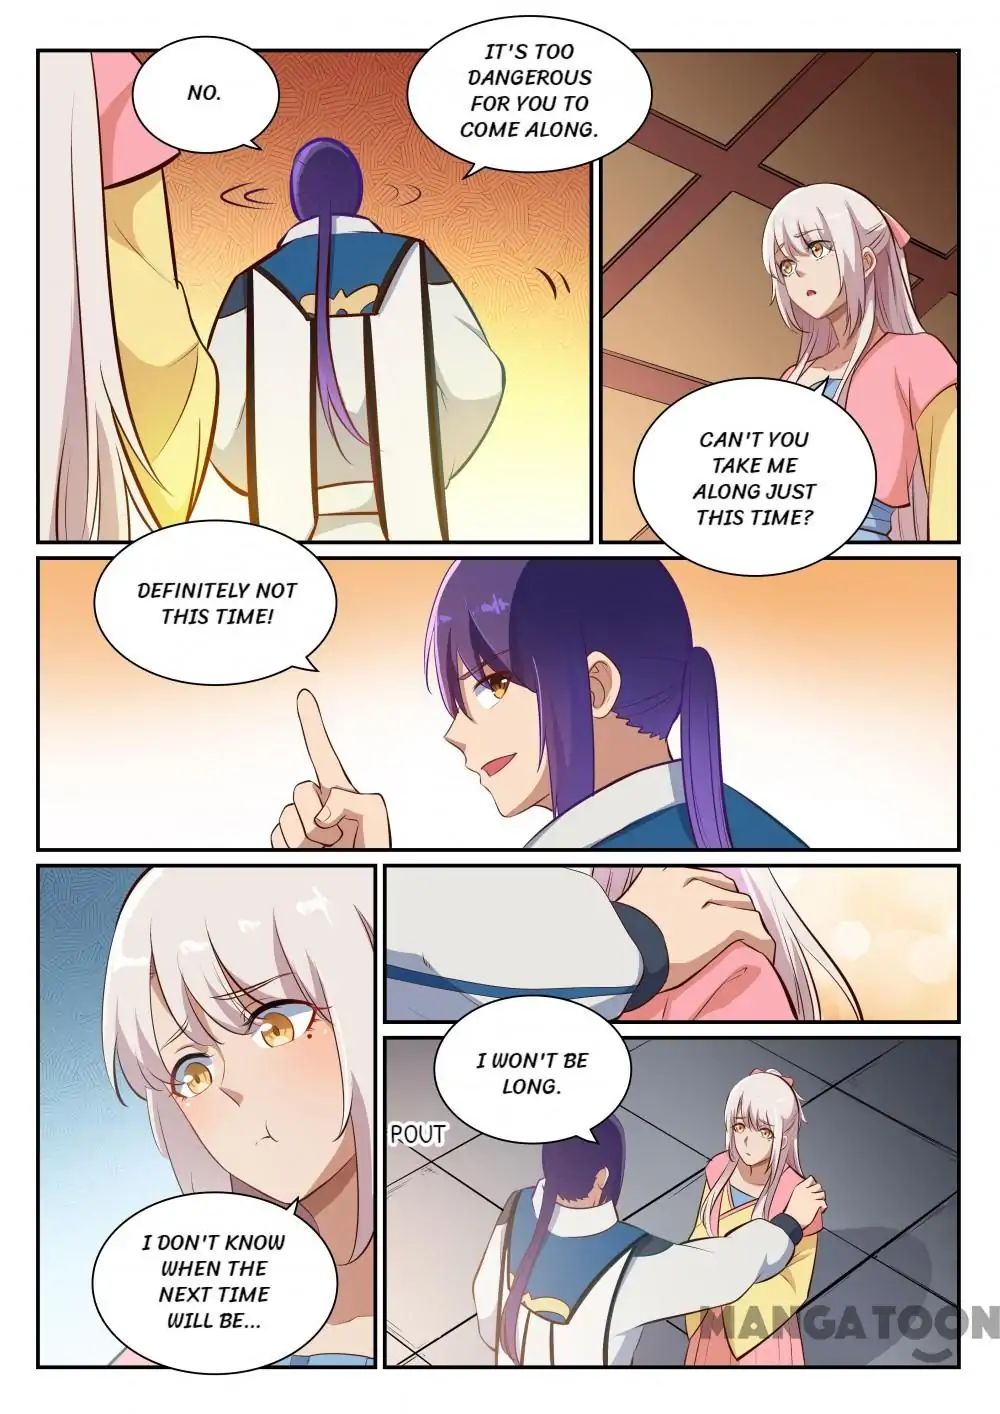 NO.
IT'S TOO
DANGEROUS
FOR YOU TO
COME ALONG.
CAN'T YOU
TAKE ME
ALONG JUST
THIS TIME?
DEFINITELY NOT
THIS TIME!
I DON'T KNOW
WHEN THE
NEXT TIME
WILL BE...
POUT
I WON'T BE
LONG.
MANGATOON